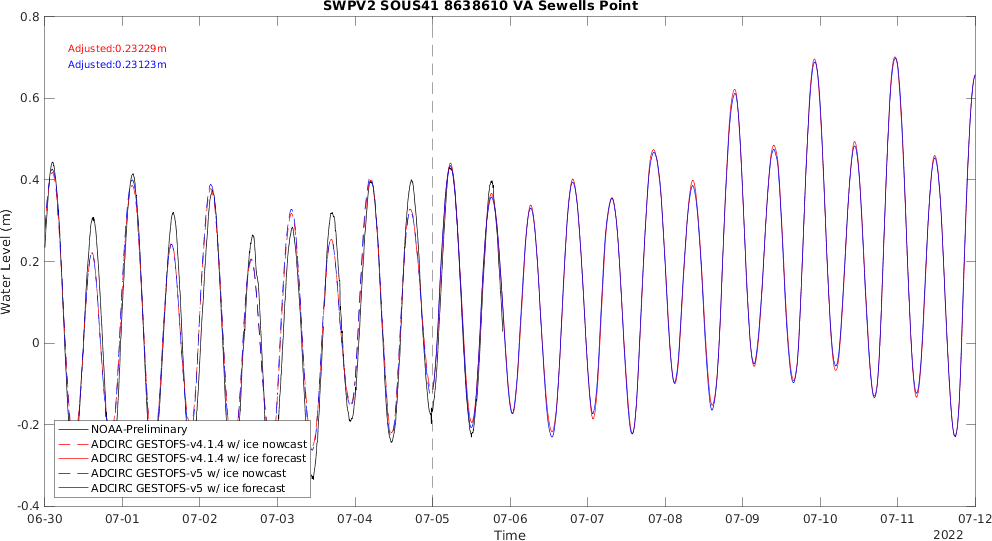 SWPV2 SOUS41 8638610 VA Sewells Point
0.8
Adjusted:0.23229m
Adjusted:0.23123m
0.6
0.4
0.2
0
-0.2
-0.4
Water Level (m)
NOAA-Preliminary
ADCIRC GESTOFS-v4.1.4 w/ ice nowcast
ADCIRC GESTOFS-v4.1.4 w/ ice forecast
ADCIRC GESTOFS-v5 w/ ice nowcast
ADCIRC GESTOFS-v5 w/ ice forecast
06-30 07-01 07-02 07-03 07-04 07-05 07-06 07-07 07-08 07-09 07-10 07-11 07-12
Time
2022